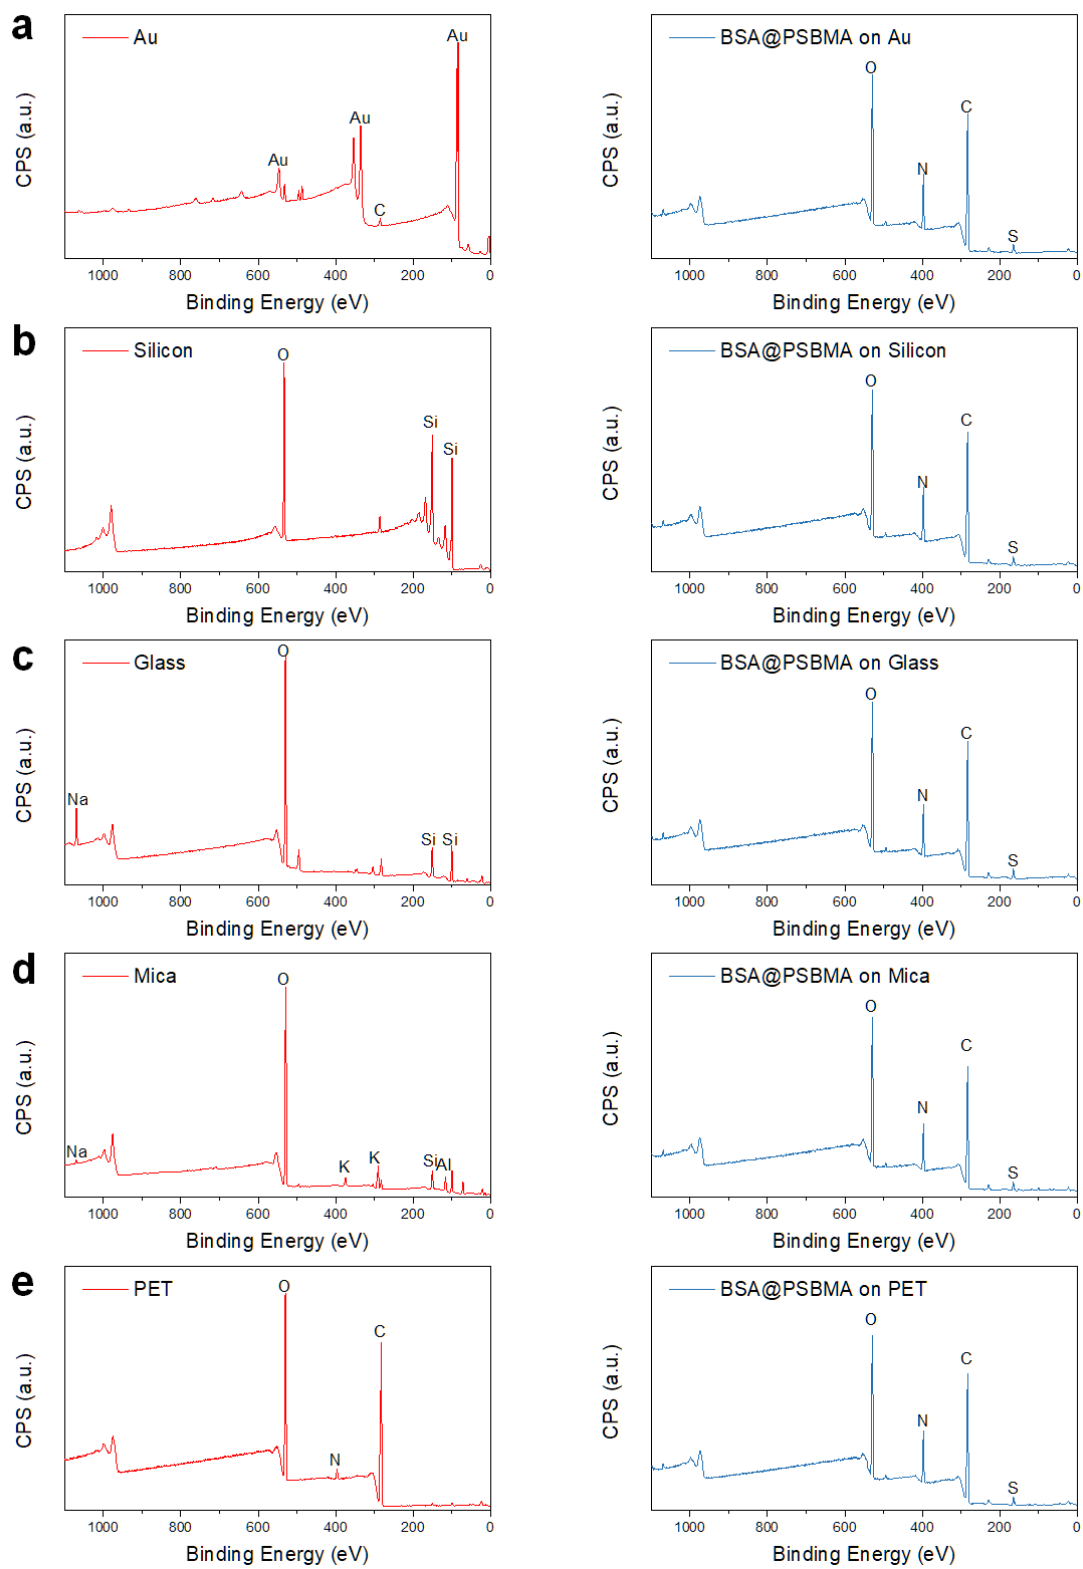 a
Au
Au
Au
Au
C
CPS (a.u.)
1000 800 600 400 200 0
Binding Energy (eV)
BSA@PSBMA on Au
O
C
N
S
CPS (a.u.)
1000 800 600 400 200 0
Binding Energy (eV)
b
Silicon
O
Si
Si
CPS (a.u.)
1000 800 600 400 200 0
Binding Energy (eV)
BSA@PSBMA on Silicon
O
C
N
S
CPS (a.u.)
1000 800 600 400 200 0
Binding Energy (eV)
c
Glass
O
Na
Si Si
CPS (a.u.)
1000 800 600 400 200 0
Binding Energy (eV)
BSA@PSBMA on Glass
O
C
N
S
CPS (a.u.)
1000 800 600 400 200 0
Binding Energy (eV)
d
Mica
O
Na
K
K
Si Al
CPS (a.u.)
1000 800 600 400 200 0
Binding Energy (eV)
BSA@PSBMA on Mica
O
C
N
S
CPS (a.u.)
1000 800 600 400 200 0
Binding Energy (eV)
e
PET
O
C
N
CPS (a.u.)
1000 800 600 400 200 0
Binding Energy (eV)
BSA@PSBMA on PET
O
C
N
S
CPS (a.u.)
1000 800 600 400 200 0
Binding Energy (eV)